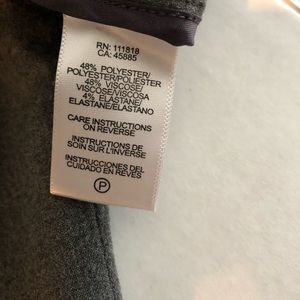 RN: 111818
CA: 45885
48% POLYESTER/
POLYESTER/POLIÉSTER
48% VISCOSE/
VISCOSE/VISCOSA
4% ELASTANE/
ELASTANE/ELASTANO
CARE INSTRUCTIONS
ON REVERSE
INSTRUCTIONS DE
SOIN SUR L'INVERSE
INSTRUCCIONES DEL
CUIDADO EN REVÉS
P